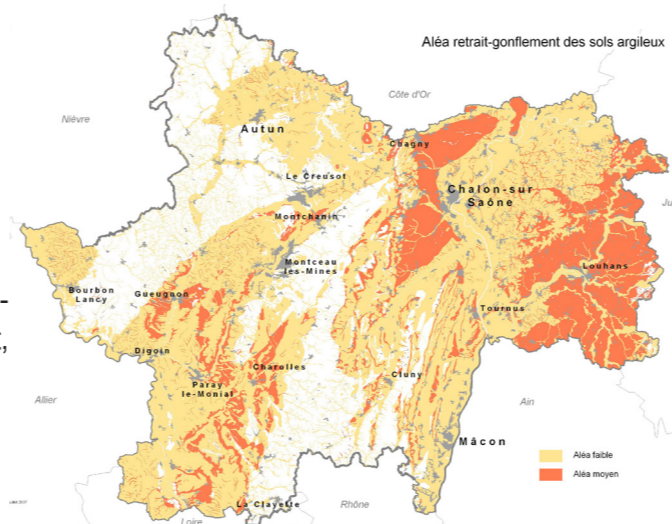 Aléa retrait-gonflement des sols argileux
Côte d'Or
Nièvre
Autun
Chagny
Le Creusot
Chalon-sur
Saône
Ju
Montchanin
Montceau
les-Mines
Louhans
Bourbon
Lancy
Gueugnon
Tournus
Digoin
Charolles
Cluny
Paray
le-Monial
Allier
Ain
Mâcon
Aléa faible
Aléa moyen
La Clayette
Rhône
Loire